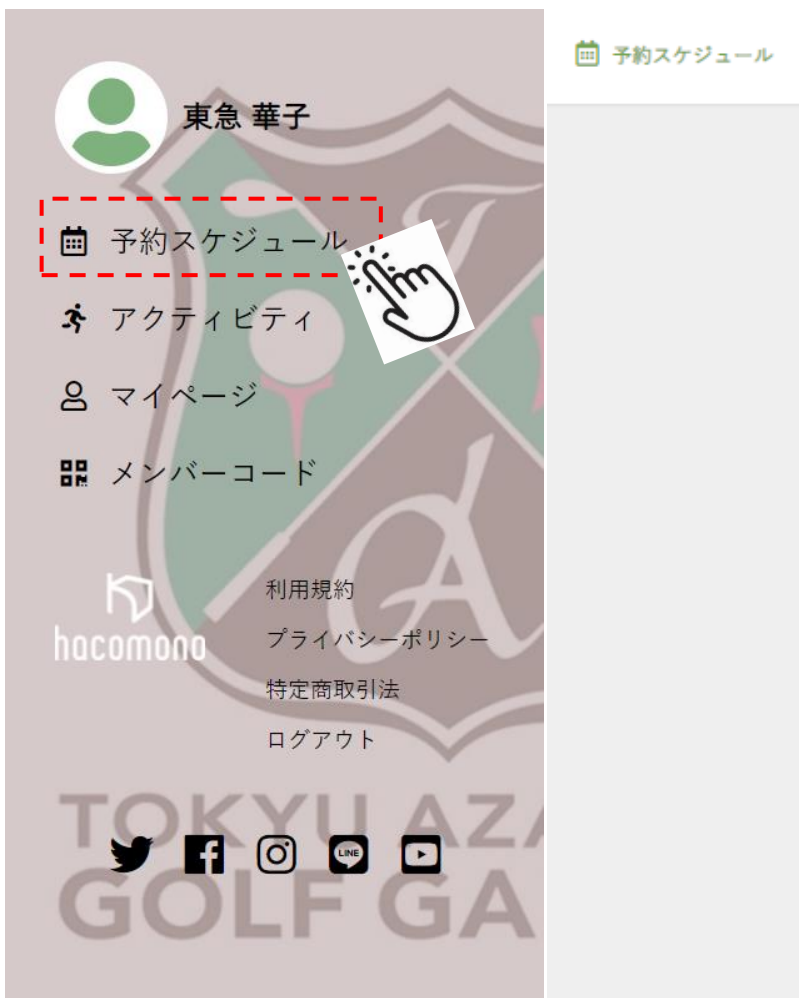 東急 華子
予約スケジュール
アクティビティ
マイページ
メンバーコード
hacomono
利用規約
プライバシーポリシー
特定商取引法
ログアウト
LINE
TOKYU AZA
GOLF GA
T
A
予約スケジュール